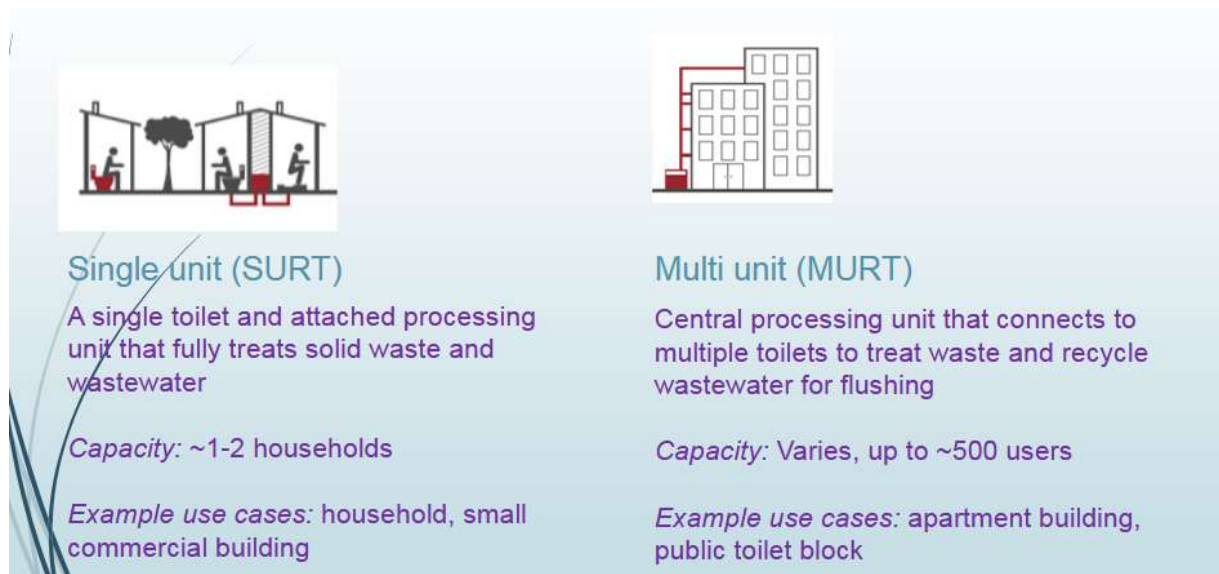 Single unit (SURT)
A single toilet and attached processing
unit that fully treats solid waste and
wastewater
Capacity: ~1-2 households
Example use cases: household, small
commercial building
Multi unit (MURT)
Central processing unit that connects to
multiple toilets to treat waste and recycle
wastewater for flushing
Capacity: Varies, up to ~500 users
Example use cases: apartment building,
public toilet block